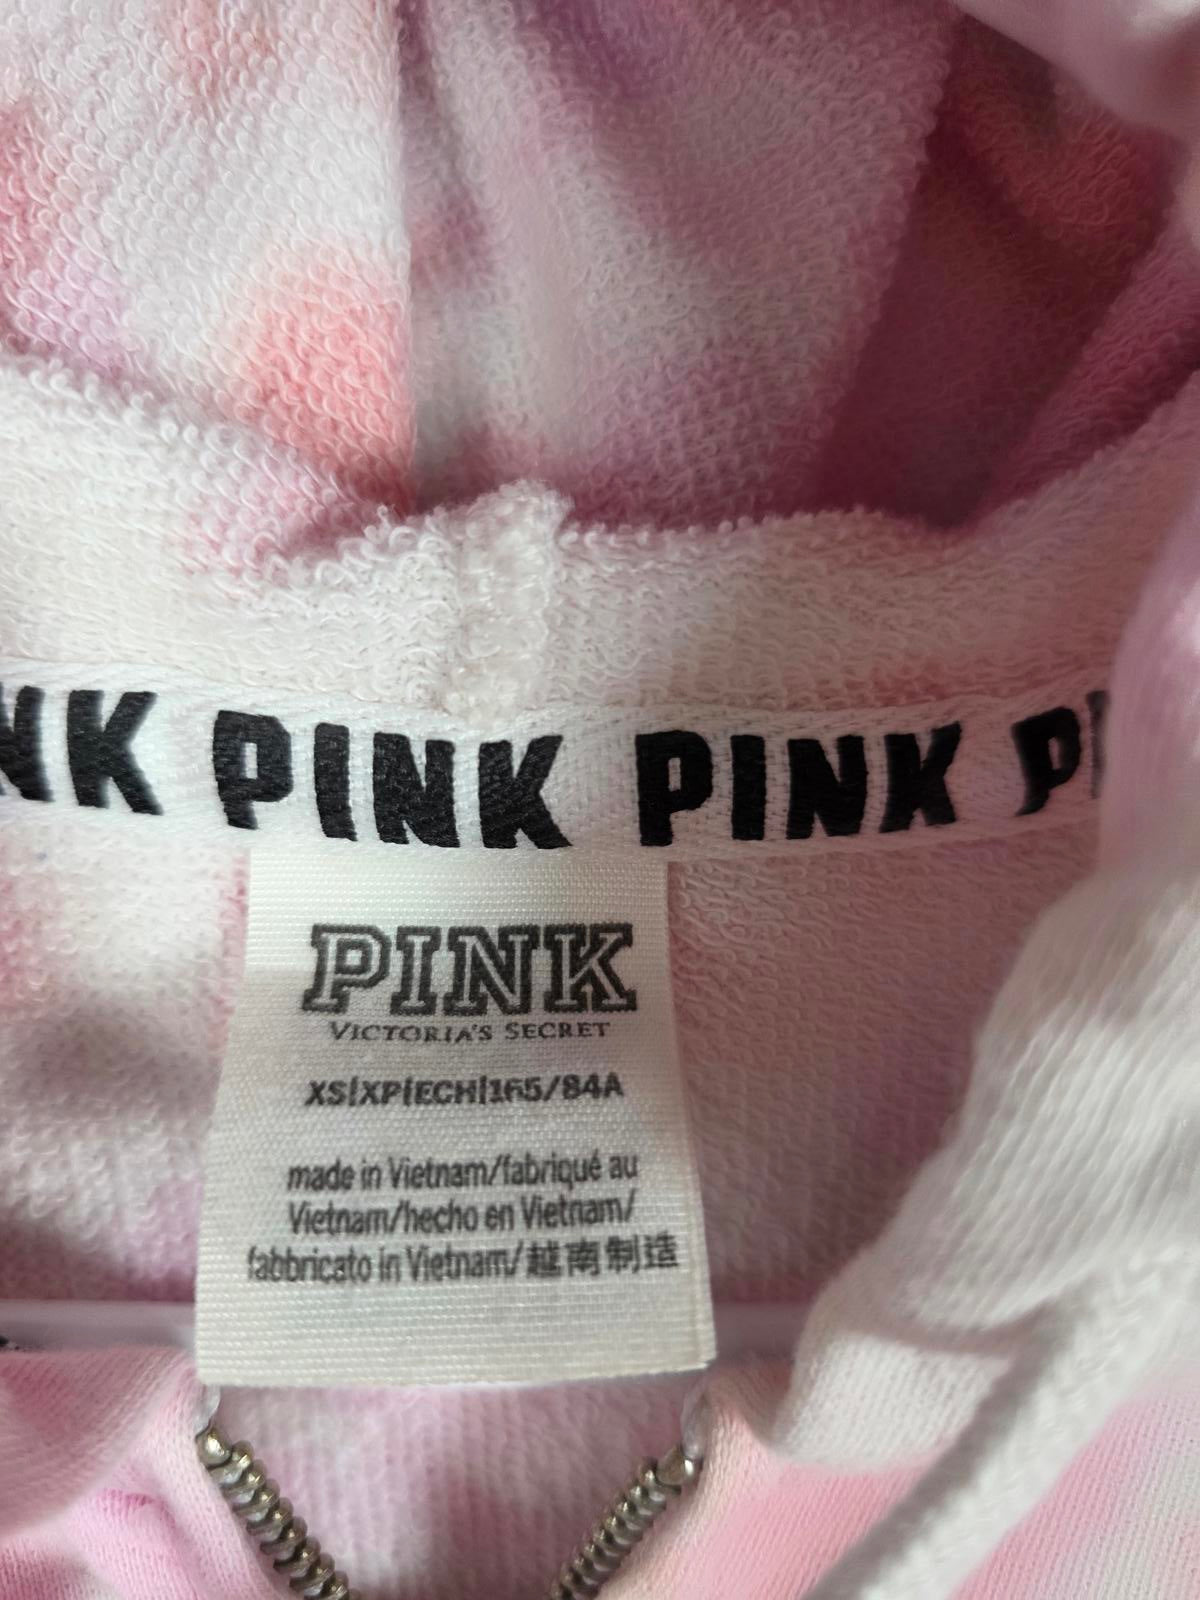 NK PINK PINK PI
PINK
VICTORIA'S SECRET
XS|XP|ECH|165/84A
made in Vietnam/fabriqué au
Vietnam/hecho en Vietnam/
fabbricato in Vietnam/越南制造